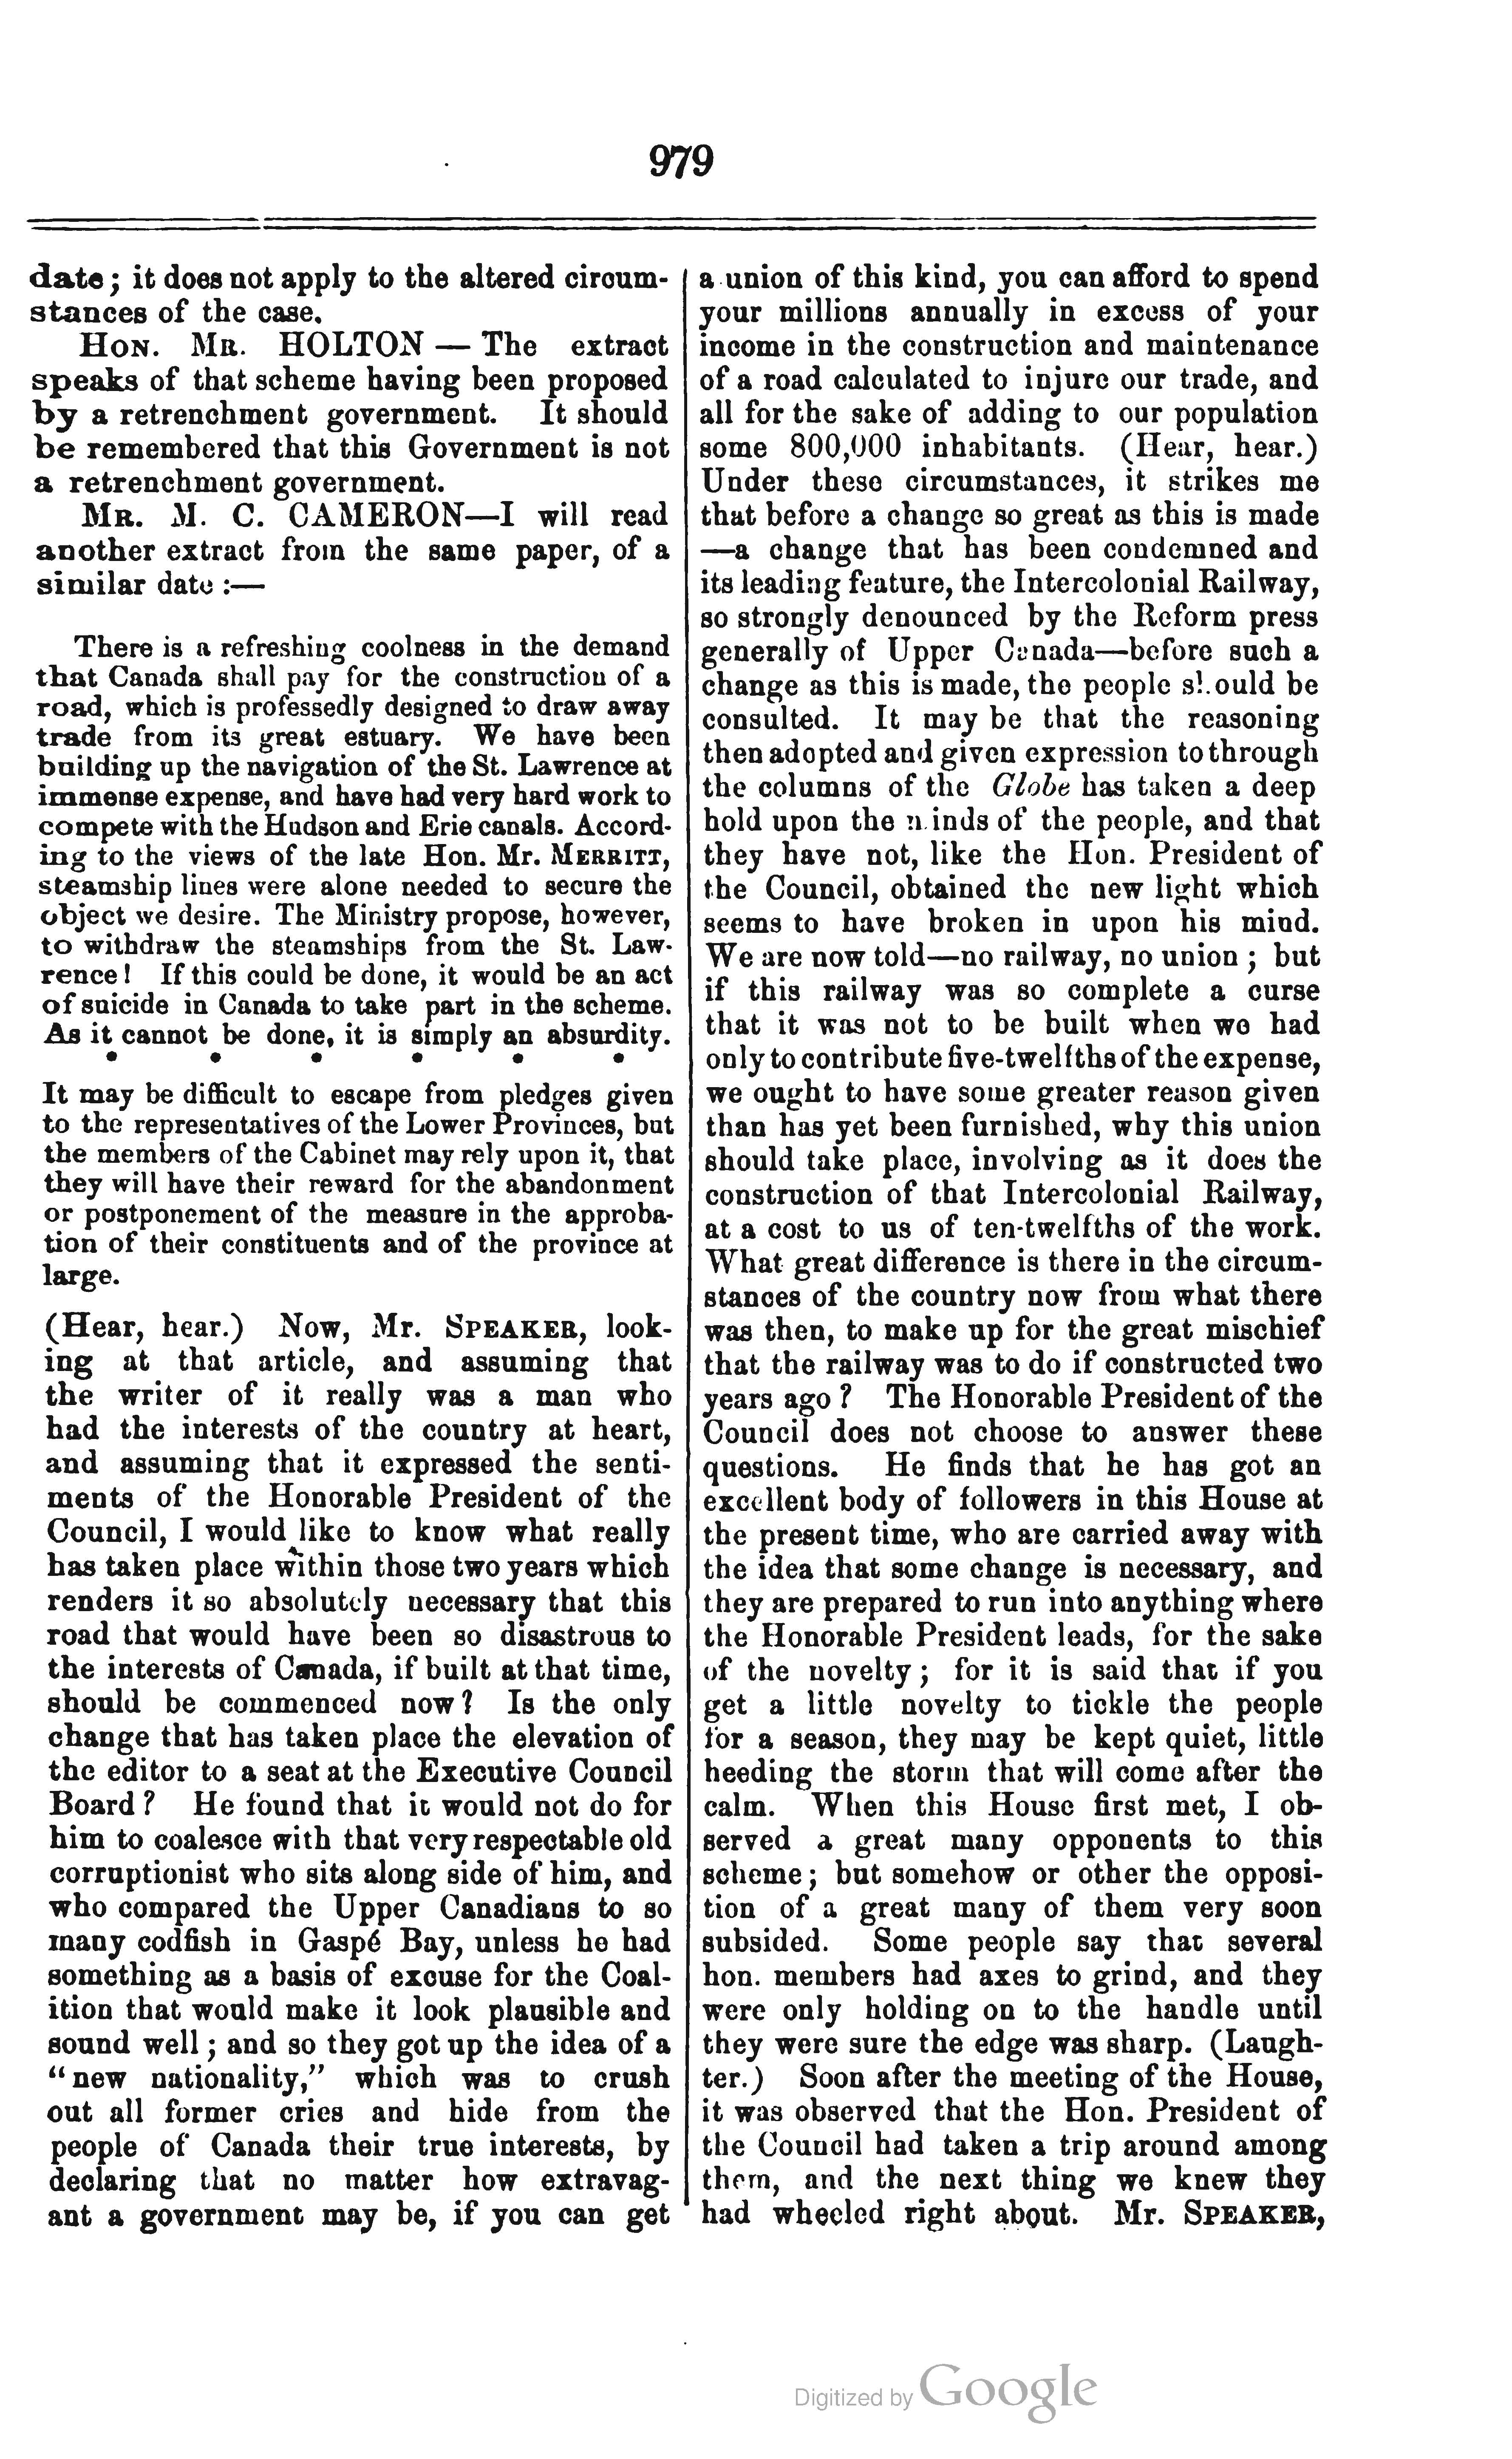 979
date; it does not apply to the altered circum-
stances of the case.
HON. MR. HOLTON — The extract
speaks of that scheme having been proposed
by a retrenchment government. It should
be remembered that this Government is not
a retrenchment government.
MR. M. C. CAMERON—I will read
another extract from the same paper, of a
similar date :—
There is a refreshing coolness in the demand
that Canada shall pay for the construction of a
road, which is professedly designed to draw away
trade from its great estuary. We have been
building up the navigation of the St. Lawrence at
immense expense, and have had very hard work to
compete with the Hudson and Erie canals. Accord-
ing to the views of the late Hon. Mr. MERRITT,
steamship lines were alone needed to secure the
object we desire. The Ministry propose, however,
to withdraw the steamships from the St. Law-
rence! If this could be done, it would be an act
of suicide in Canada to take part in the scheme.
As it cannot be done, it is simply an absurdity.
• • • • • •
It may be difficult to escape from pledges given
to the representatives of the Lower Provinces, but
the members of the Cabinet may rely upon it, that
they will have their reward for the abandonment
or postponement of the measure in the approba-
tion of their constituents and of the province at
large.
(Hear, hear.) Now, Mr. SPEAKER, look-
ing at that article, and assuming that
the writer of it really was a man who
had the interests of the country at heart,
and assuming that it expressed the senti-
ments of the Honorable President of the
Council, I would like to know what really
has taken place within those two years which
renders it so absolutely necessary that this
road that would have been so disastrous to
the interests of Canada, if built at that time,
should be commenced now? Is the only
change that has taken place the elevation of
the editor to a seat at the Executive Council
Board? He found that it would not do for
him to coalesce with that very respectable old
corruptionist who sits along side of him, and
who compared the Upper Canadians to so
many codfish in Gaspé Bay, unless he had
something as a basis of excuse for the Coal-
ition that would make it look plausible and
sound well; and so they got up the idea of a
"new nationality," which was to crush
out all former cries and hide from the
people of Canada their true interests, by
declaring that no matter how extravag-
ant a government may be, if you can get
a union of this kind, you can afford to spend
your millions annually in excess of your
income in the construction and maintenance
of a road calculated to injure our trade, and
all for the sake of adding to our population
some 800,000 inhabitants. (Hear, hear.)
Under these circumstances, it strikes me
that before a change so great as this is made
—a change that has been condemned and
its leading feature, the Intercolonial Railway,
so strongly denounced by the Reform press
generally of Upper Canada—before such a
change as this is made, the people should be
consulted. It may be that the reasoning
then adopted and given expression to through
the columns of the Globe has taken a deep
hold upon the minds of the people, and that
they have not, like the Hon. President of
the Council, obtained the new light which
seems to have broken in upon his mind.
We are now told—no railway, no union ; but
if this railway was so complete a curse
that it was not to be built when we had
only to contribute five-twelfths of the expense,
we ought to have some greater reason given
than has yet been furnished, why this union
should take place, involving as it does the
construction of that Intercolonial Railway,
at a cost to us of ten-twelfths of the work.
What great difference is there in the circum-
stances of the country now from what there
was then, to make up for the great mischief
that the railway was to do if constructed two
years ago? The Honorable President of the
Council does not choose to answer these
questions. He finds that he has got an
excellent body of followers in this House at
the present time, who are carried away with
the idea that some change is necessary, and
they are prepared to run into anything where
the Honorable President leads, for the sake
of the novelty; for it is said that if you
get a little novelty to tickle the people
for a season, they may be kept quiet, little
heeding the storm that will come after the
calm. When this House first met, I ob-
served a great many opponents to this
scheme; but somehow or other the opposi-
tion of a great many of them very soon
subsided. Some people say that several
hon. members had axes to grind, and they
were only holding on to the handle until
they were sure the edge was sharp. (Laugh-
ter.) Soon after the meeting of the House,
it was observed that the Hon. President of
the Council had taken a trip around among
them, and the next thing we knew they
had wheeled right about. Mr. SPEAKER,
Digitized by Google